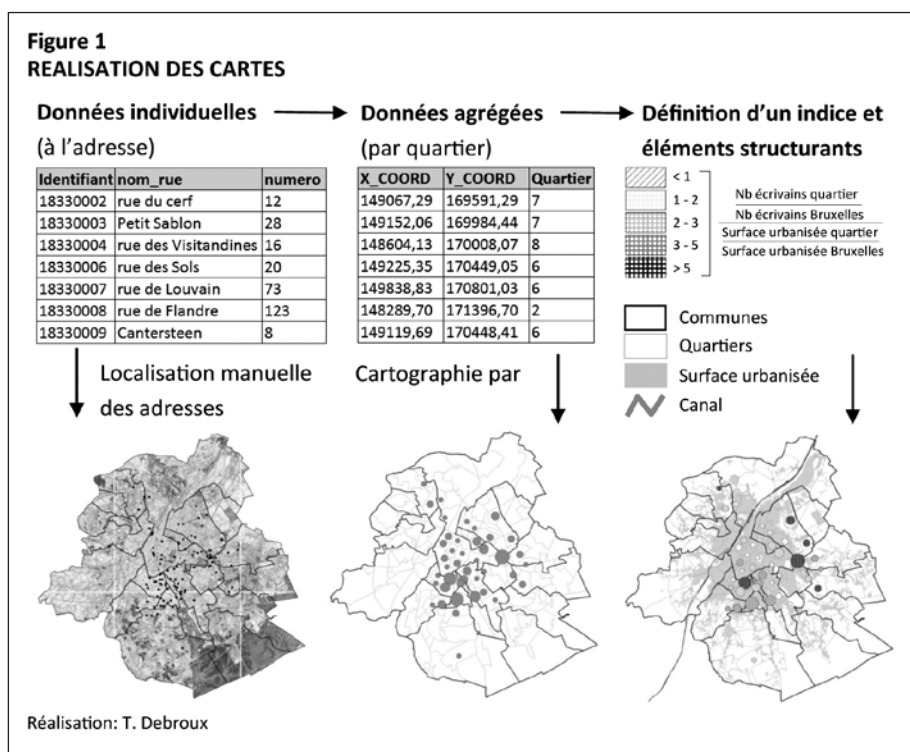 Figure 1
REALISATION DES CARTES
Données individuelles
(à l'adresse)
Identifiant nom_rue numero
18330002 rue du cerf 12
18330003 Petit Sablon 28
18330004 rue des Visitandines 16
18330006 rue des Sols 20
18330007 rue de Louvain 73
18330008 rue de Flandre 123
18330009 Cantersteen 8
Localisation manuelle
des adresses
Données agrégées
(par quartier)
X_COORD Y_COORD Quartier
149067,29 169591,29 7
149152,06 169984,44 7
148604,13 170008,07 8
149225,35 170449,05 6
149838,83 170801,03 6
148289,70 171396,70 2
149119,69 170448,41 6
Cartographie par
Définition d'un indice et
éléments structurants
< 1
1 - 2
2 - 3
3 - 5
> 5
Nb écrivains quartier
Nb écrivains Bruxelles
Surface urbanisée quartier
Surface urbanisée Bruxelles
Communes
Quartiers
Surface urbanisée
Canal
Réalisation: T. Debroux